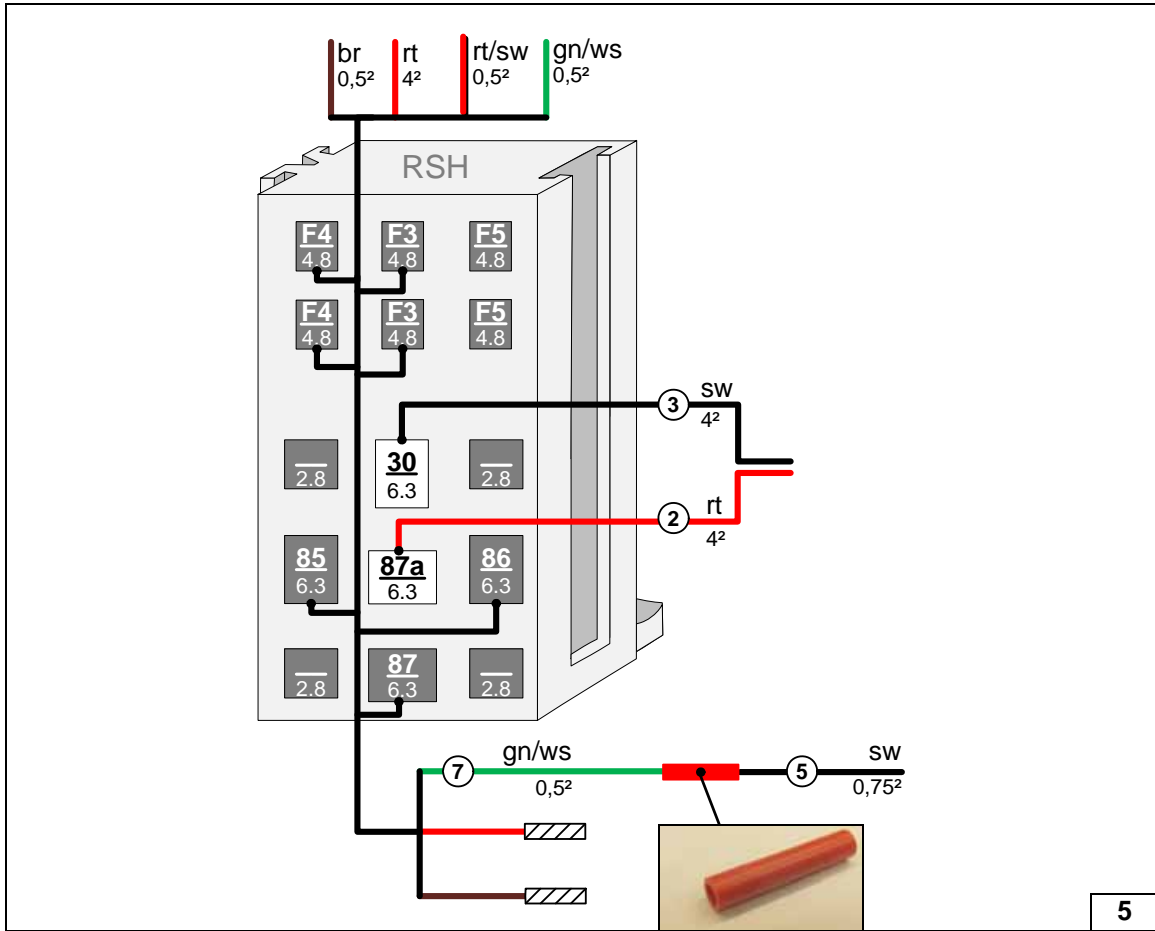 br rt rt/sw gn/ws
0,5² 4² 0,5² 0,5²
RSH
F4 F3 F5
4.8 4.8 4.8
F4 F3 F5
4.8 4.8 4.8
3 sw
4²
30
2.8 6.3 2.8
2 rt
4²
85 87a 86
6.3 6.3 6.3
87
2.8 6.3 2.8
7 gn/ws 5 sw
0,5² 0,75²
5